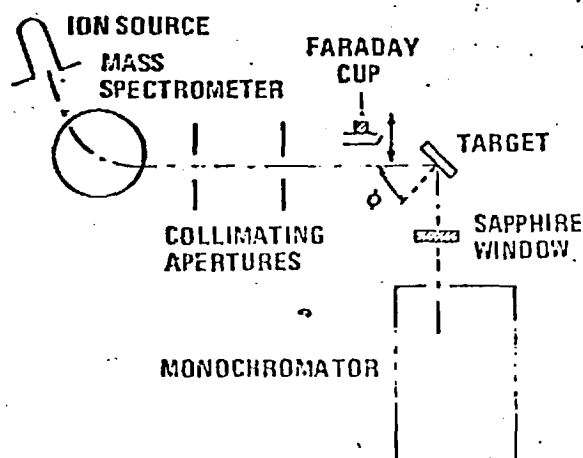 ION SOURCE
MASS
SPECTROMETER
FARADAY
CUP
TARGET
ϕ
SAPPHIRE
WINDOW
COLLIMATING
APERTURES
MONOCHROMATOR